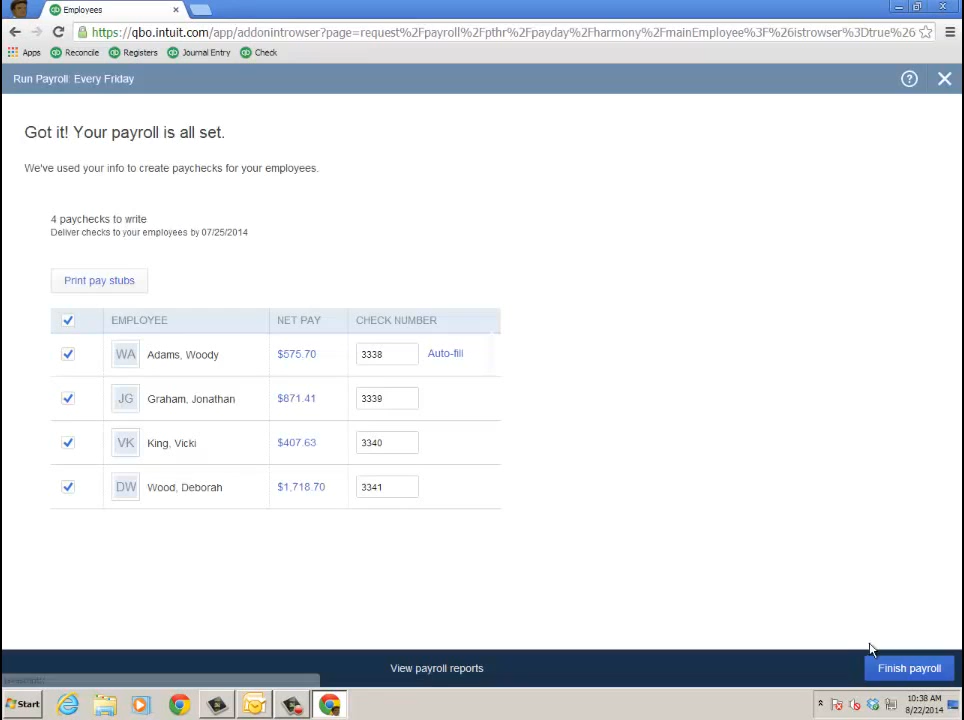 Employees
https://qbo.intuit.com/app/addonintrowser?page=request%2Fpayroll%2Fpthr%2Fpayday%2Fharmony%2FmainEmployee%3F%26istrowser%3Dtrue%26
Apps Reconcile Registers Journal Entry Check
Run Payroll: Every Friday
Got it! Your payroll is all set.
We've used your info to create paychecks for your employees.
4 paychecks to write
Deliver checks to your employees by 07/25/2014
Print pay stubs
EMPLOYEE NET PAY CHECK NUMBER
WA Adams, Woody $575.70 3338 Auto-fill
JG Graham, Jonathan $871.41 3339
VK King, Vicki $407.63 3340
DW Wood, Deborah $1,718.70 3341
View payroll reports
Finish payroll
Start
10:38 AM
8/22/2014